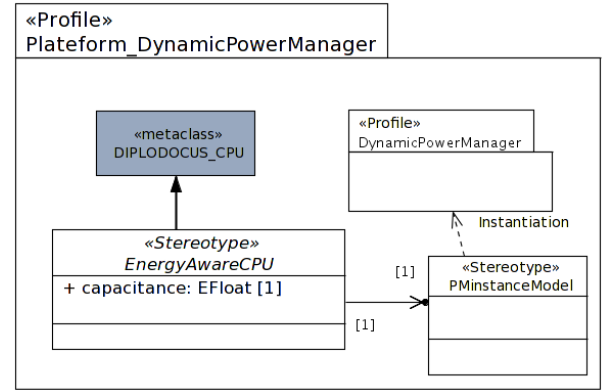 «Profile»
Plateform_DynamicPowerManager
«metaclass»
DIPLODOCUS_CPU
«Profile»
DynamicPowerManager
Instantiation
«Stereotype»
EnergyAwareCPU
+ capacitance: EFloat [1]
[1]
[1]
«Stereotype»
PMinstanceModel